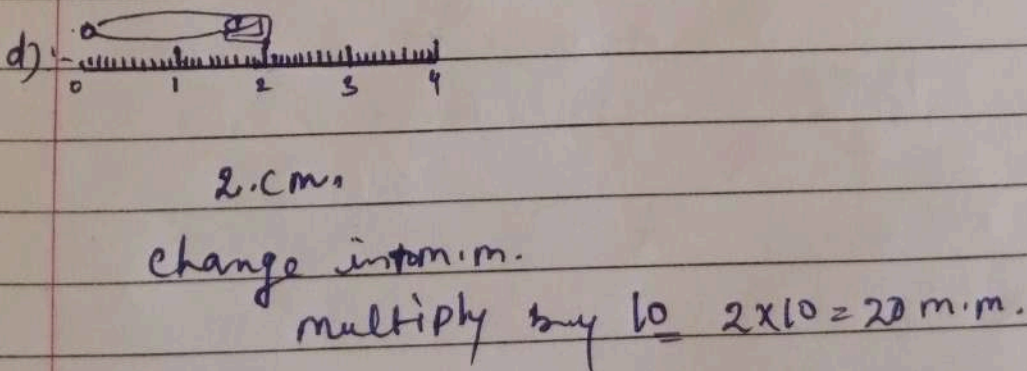 d)
0 1 2 3 4
2.cm.
change into m.m.
multiply by 10 2x10=20 m.m.